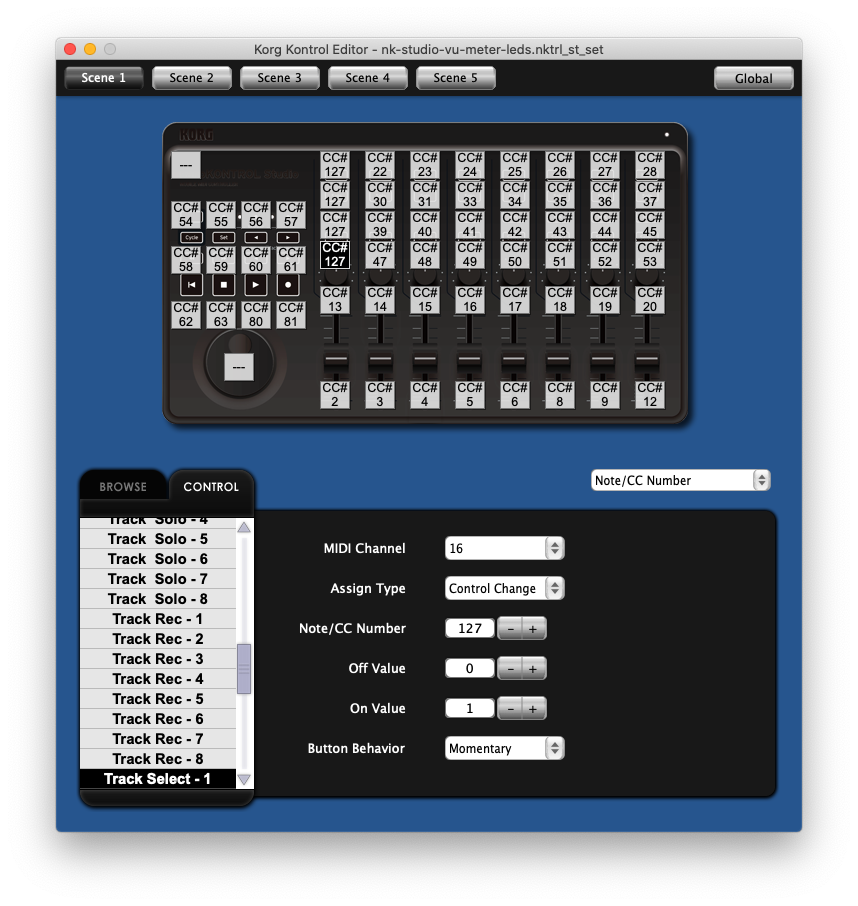 Korg Kontrol Editor - nk-studio-vu-meter-leds.nktrl_st_set
Scene 1 Scene 2 Scene 3 Scene 4 Scene 5 Global
KORG
--- CC# CC# CC# CC# CC# CC# CC# CC#
127 22 23 24 25 26 27 28
CC# CC# CC# CC# CC# CC# CC# CC#
127 30 31 33 34 35 36 37
CC# CC# CC# CC#
54 55 56 57
CC# CC# CC# CC# CC# CC# CC# CC#
127 39 40 41 42 43 44 45
Cycle Set
CC# CC# CC# CC# CC# CC# CC# CC#
127 47 48 49 50 51 52 53
CC# CC# CC# CC#
58 59 60 61
CC# CC# CC# CC# CC# CC# CC# CC#
13 14 15 16 17 18 19 20
CC# CC# CC# CC#
62 63 80 81
---
CC# CC# CC# CC# CC# CC# CC# CC#
2 3 4 5 6 8 9 12
BROWSE CONTROL
Note/CC Number
Track Solo - 4
Track Solo - 5
Track Solo - 6
Track Solo - 7
Track Solo - 8
Track Rec - 1
Track Rec - 2
Track Rec - 3
Track Rec - 4
Track Rec - 5
Track Rec - 6
Track Rec - 7
Track Rec - 8
Track Select - 1
MIDI Channel 16
Assign Type Control Change
Note/CC Number 127 - +
Off Value 0 - +
On Value 1 - +
Button Behavior Momentary